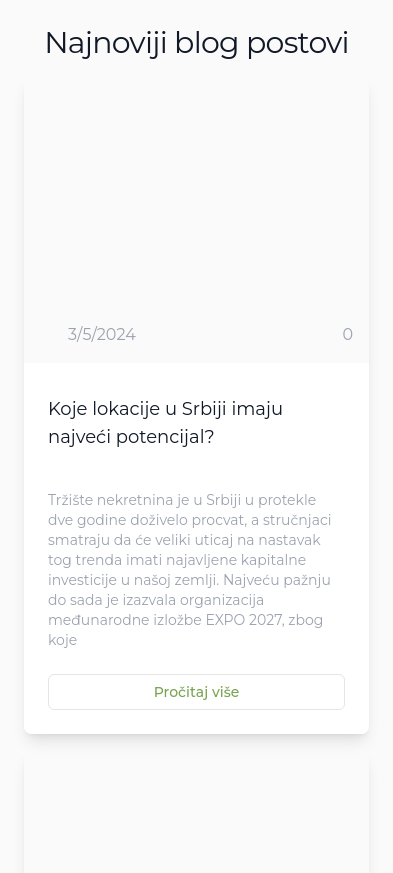 Najnoviji blog postovi
3/5/2024 0
Koje lokacije u Srbiji imaju
najveći potencijal?
Tržište nekretnina je u Srbiji u protekle
dve godine doživelo procvat, a stručnjaci
smatraju da će veliki uticaj na nastavak
tog trenda imati najavljene kapitalne
investicije u našoj zemlji. Najveću pažnju
do sada je izazvala organizacija
međunarodne izložbe EXPO 2027, zbog
koje
Pročitaj više